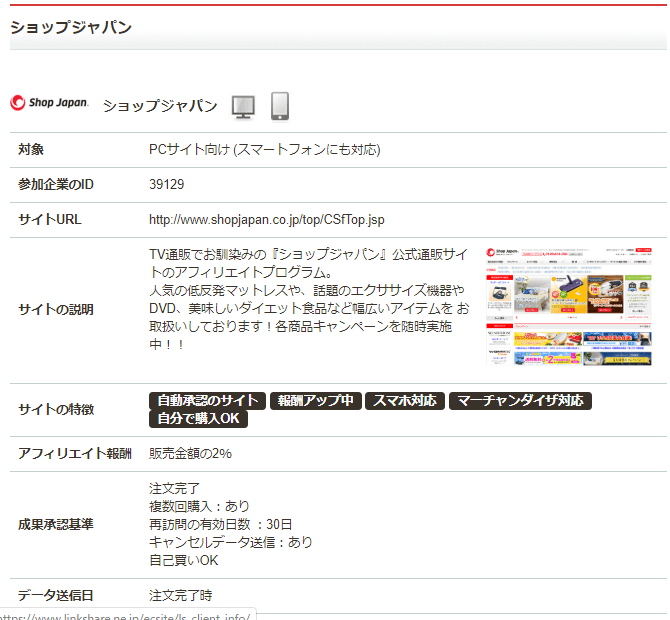 ショップジャパン
Shop Japan. ショップジャパン
対象 PCサイト向け (スマートフォンにも対応)
参加企業のID 39129
サイトURL http://www.shopjapan.co.jp/top/CSfTop.jsp
サイトの説明
TV通販でお馴染みの『ショップジャパン』公式通販サイ
トのアフィリエイトプログラム。
人気の低反発マットレスや、話題のエクササイズ機器や
DVD、美味しいダイエット食品など幅広いアイテムを お
取扱いしております！各商品キャンペーンを随時実施
中！！
Shop Japan.
サイトの特徴
自動承認のサイト 報酬アップ中 スマホ対応 マーチャンダイザ対応
自分で購入OK
アフィリエイト報酬 販売金額の2%
成果承認基準
注文完了
複数回購入：あり
再訪問の有効日数 ：30日
キャンセルデータ送信：あり
自己買いOK
データ送信日 注文完了時
https://www.linkshare.ne.jp/ecsite/ls_client_info/